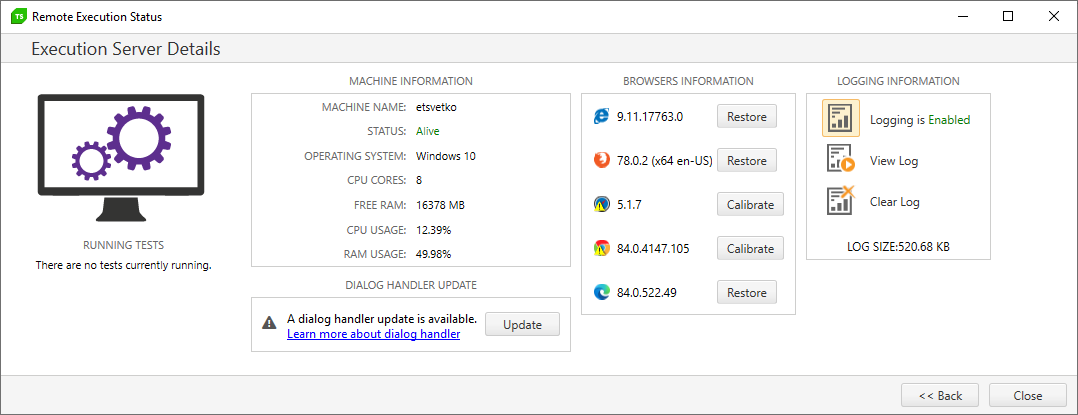 TS Remote Execution Status
Execution Server Details
RUNNING TESTS
There are no tests currently running.
MACHINE INFORMATION
MACHINE NAME: etsvetko
STATUS: Alive
OPERATING SYSTEM: Windows 10
CPU CORES: 8
FREE RAM: 16378 MB
CPU USAGE: 12.39%
RAM USAGE: 49.98%
DIALOG HANDLER UPDATE
A dialog handler update is available.
Learn more about dialog handler
Update
BROWSERS INFORMATION
9.11.17763.0 Restore
78.0.2 (x64 en-US) Restore
5.1.7 Calibrate
84.0.4147.105 Calibrate
84.0.522.49 Restore
LOGGING INFORMATION
Logging is Enabled
View Log
Clear Log
LOG SIZE:520.68 KB
<< Back Close